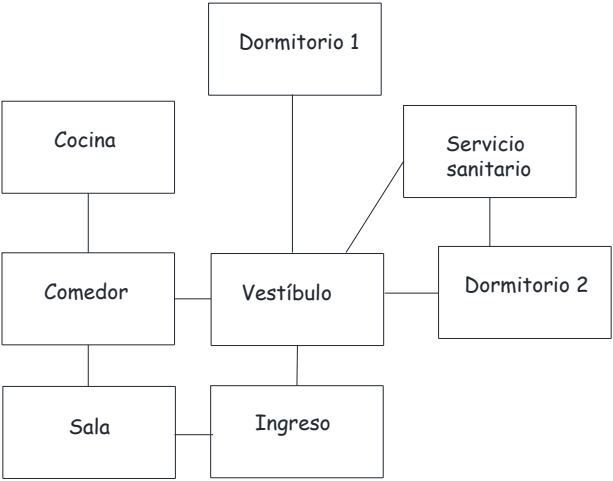 Dormitorio 1
Cocina
Servicio
sanitario
Comedor
Vestíbulo
Dormitorio 2
Sala
Ingreso